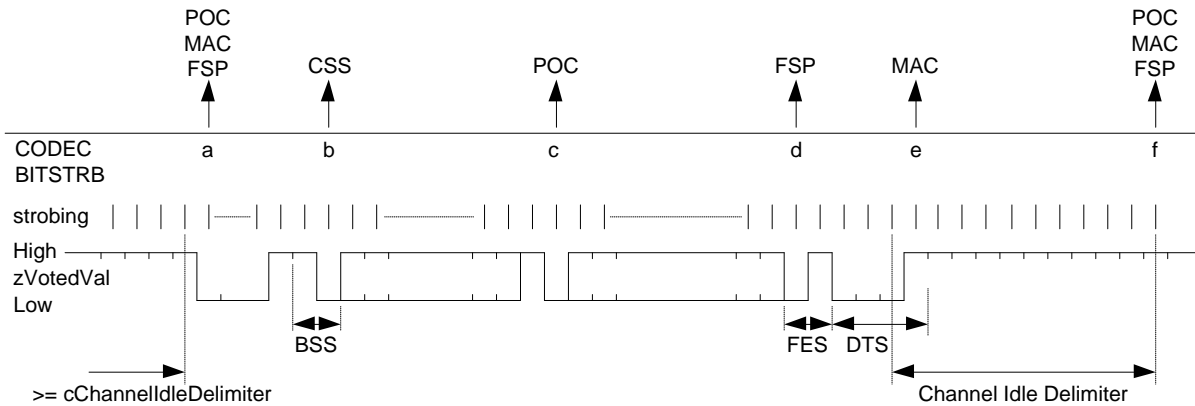 POC
MAC
FSP
CSS
POC
FSP
MAC
POC
MAC
FSP
CODEC
BITSTRB
a
b
c
d
e
f
strobing
High
zVotedVal
Low
BSS
FES
DTS
>= cChannelIdleDelimiter
Channel Idle Delimiter